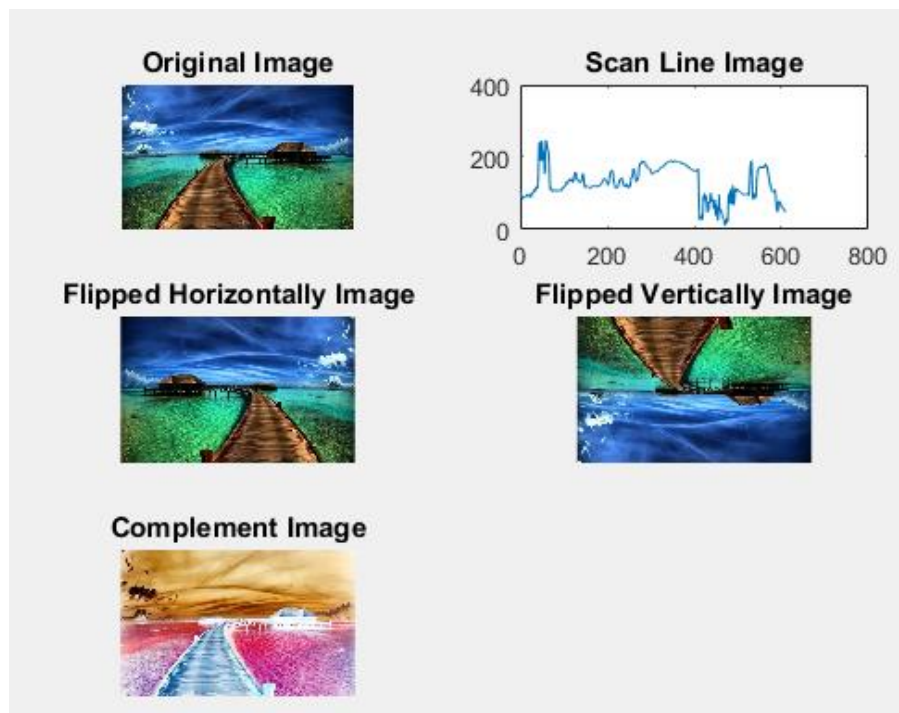 Original Image
Scan Line Image
400
200
0
0 200 400 600 800
Flipped Horizontally Image
Flipped Vertically Image
Complement Image